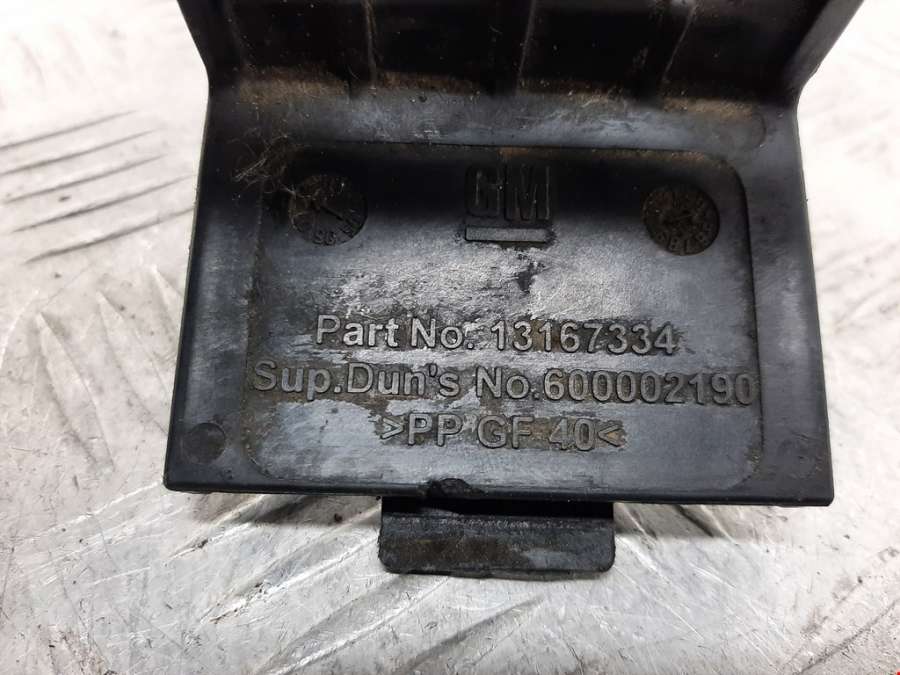 GM
Part No. 13167334
Sup.Dun's No.600002190
>PP GF 40<